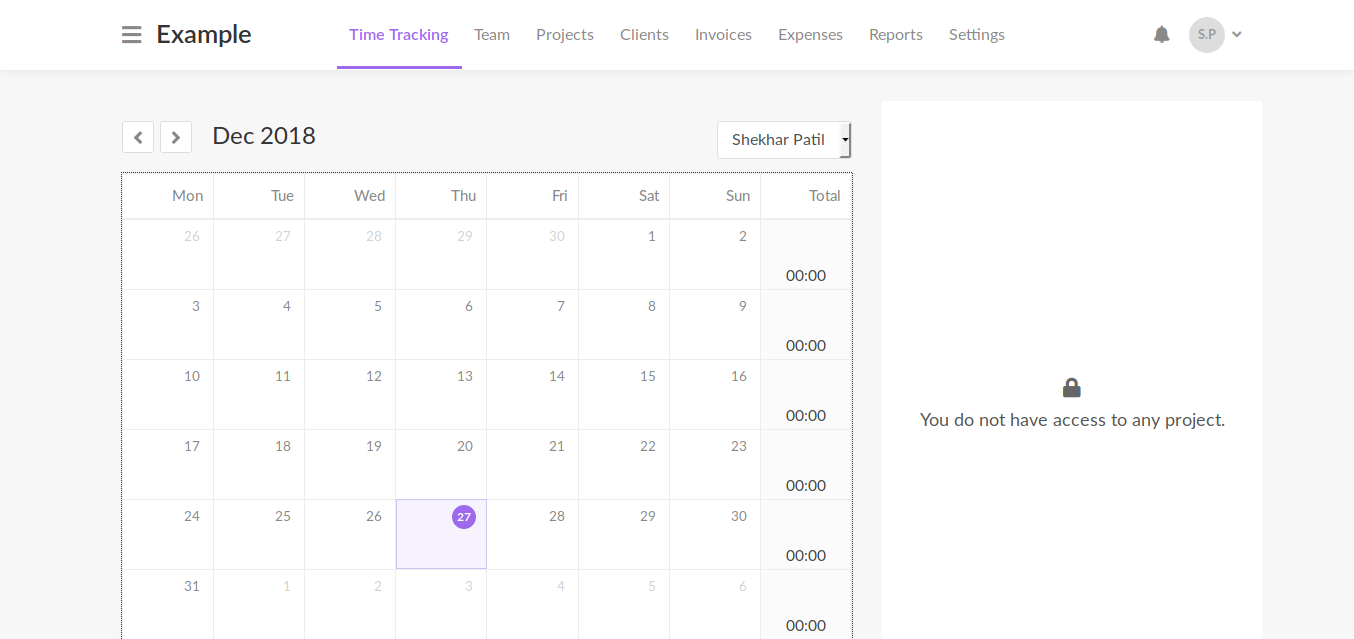 Example Time Tracking Team Projects Clients Invoices Expenses Reports Settings S.P
Dec 2018 Shekhar Patil
Mon Tue Wed Thu Fri Sat Sun Total
26 27 28 29 30 1 2
00:00
3 4 5 6 7 8 9
00:00
10 11 12 13 14 15 16
00:00
17 18 19 20 21 22 23
00:00
24 25 26 27 28 29 30
00:00
31 1 2 3 4 5 6
00:00
You do not have access to any project.